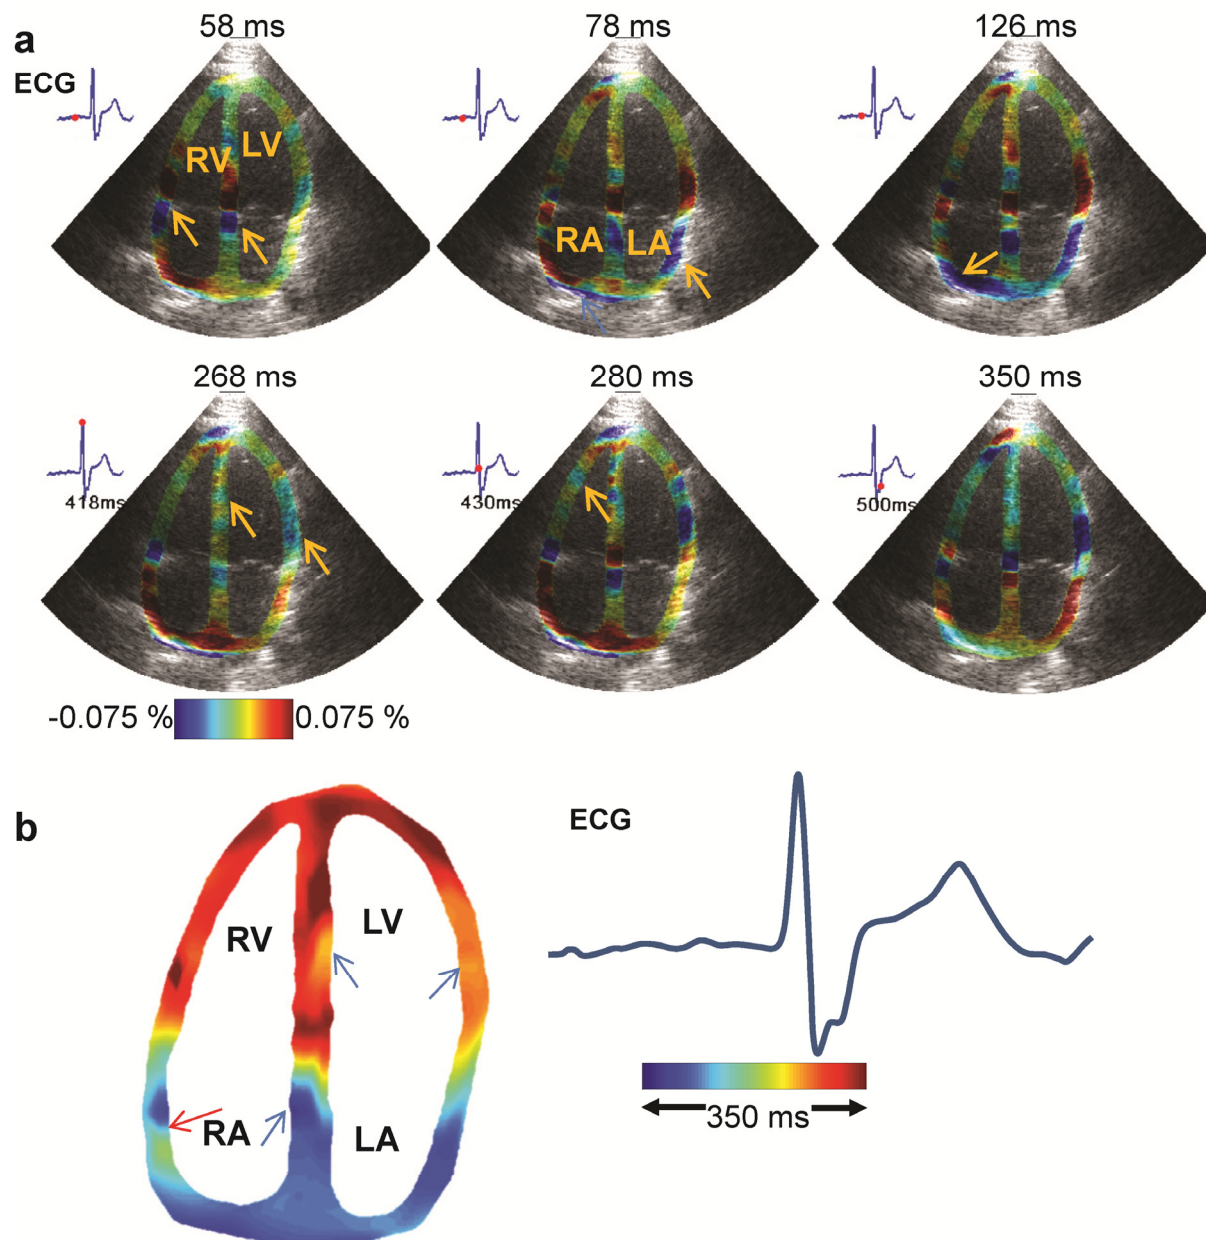 a
58 ms
78 ms
126 ms
ECG
RV
LV
RA
LA
268 ms
280 ms
350 ms
418ms
430ms
500ms
-0.075 %
0.075 %
b
ECG
RV
LV
RA
LA
350 ms